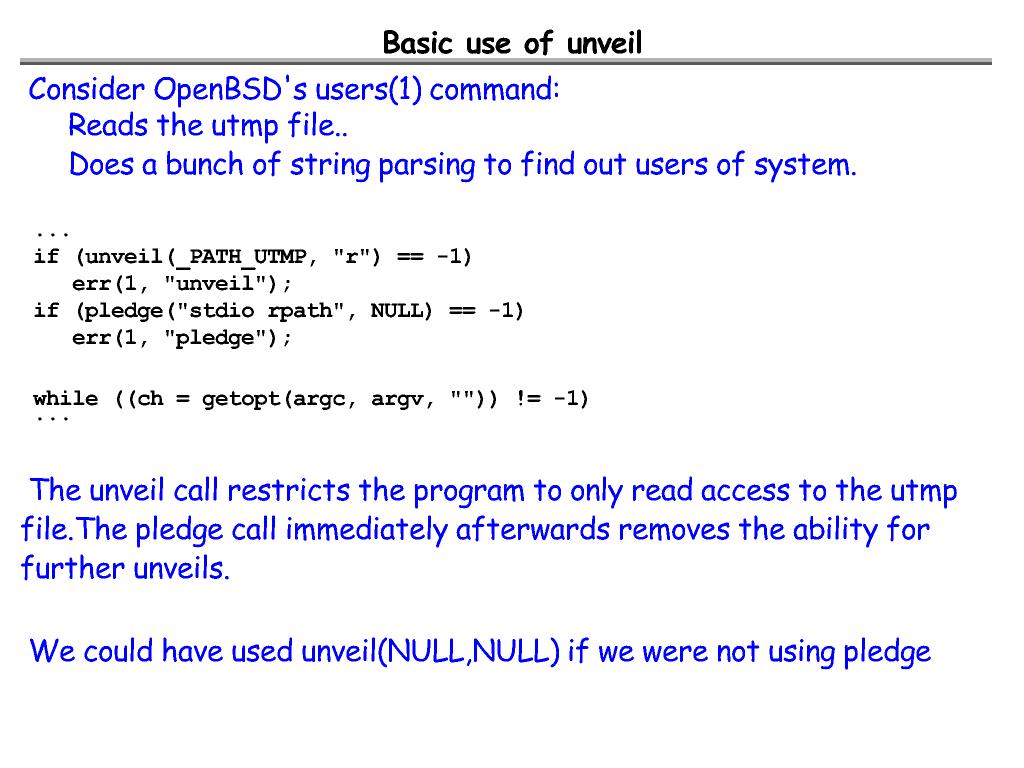 Basic use of unveil
Consider OpenBSD's users(1) command:
Reads the utmp file..
Does a bunch of string parsing to find out users of system.
...
if (unveil(_PATH_UTMP, "r") == -1)
err(1, "unveil");
if (pledge("stdio rpath", NULL) == -1)
err(1, "pledge");
while ((ch = getopt(argc, argv, "")) != -1)
...
The unveil call restricts the program to only read access to the utmp
file.The pledge call immediately afterwards removes the ability for
further unveils.
We could have used unveil(NULL,NULL) if we were not using pledge